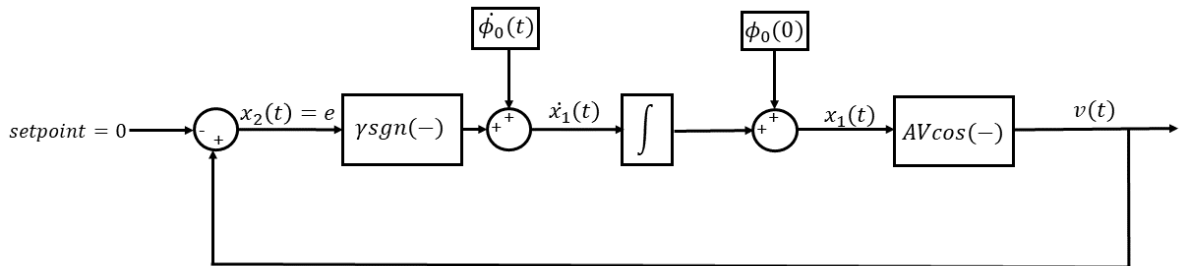 ϕ̇₀(t)
ϕ₀(0)
setpoint = 0
-
+
x₂(t) = e
γsgn(−)
+
+
ẋ₁(t)
∫
+
+
x₁(t)
AVcos(−)
v(t)